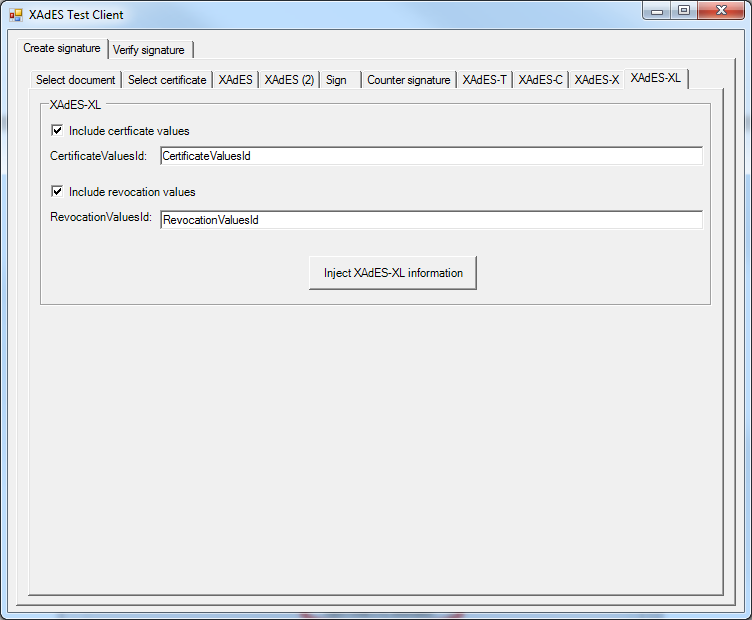 XAdES Test Client
Create signature Verify signature
Select document Select certificate XAdES XAdES (2) Sign Counter signature XAdES-T XAdES-C XAdES-X XAdES-XL
XAdES-XL
Include certficate values
CertificateValuesId: CertificateValuesId
Include revocation values
RevocationValuesId: RevocationValuesId
Inject XAdES-XL information